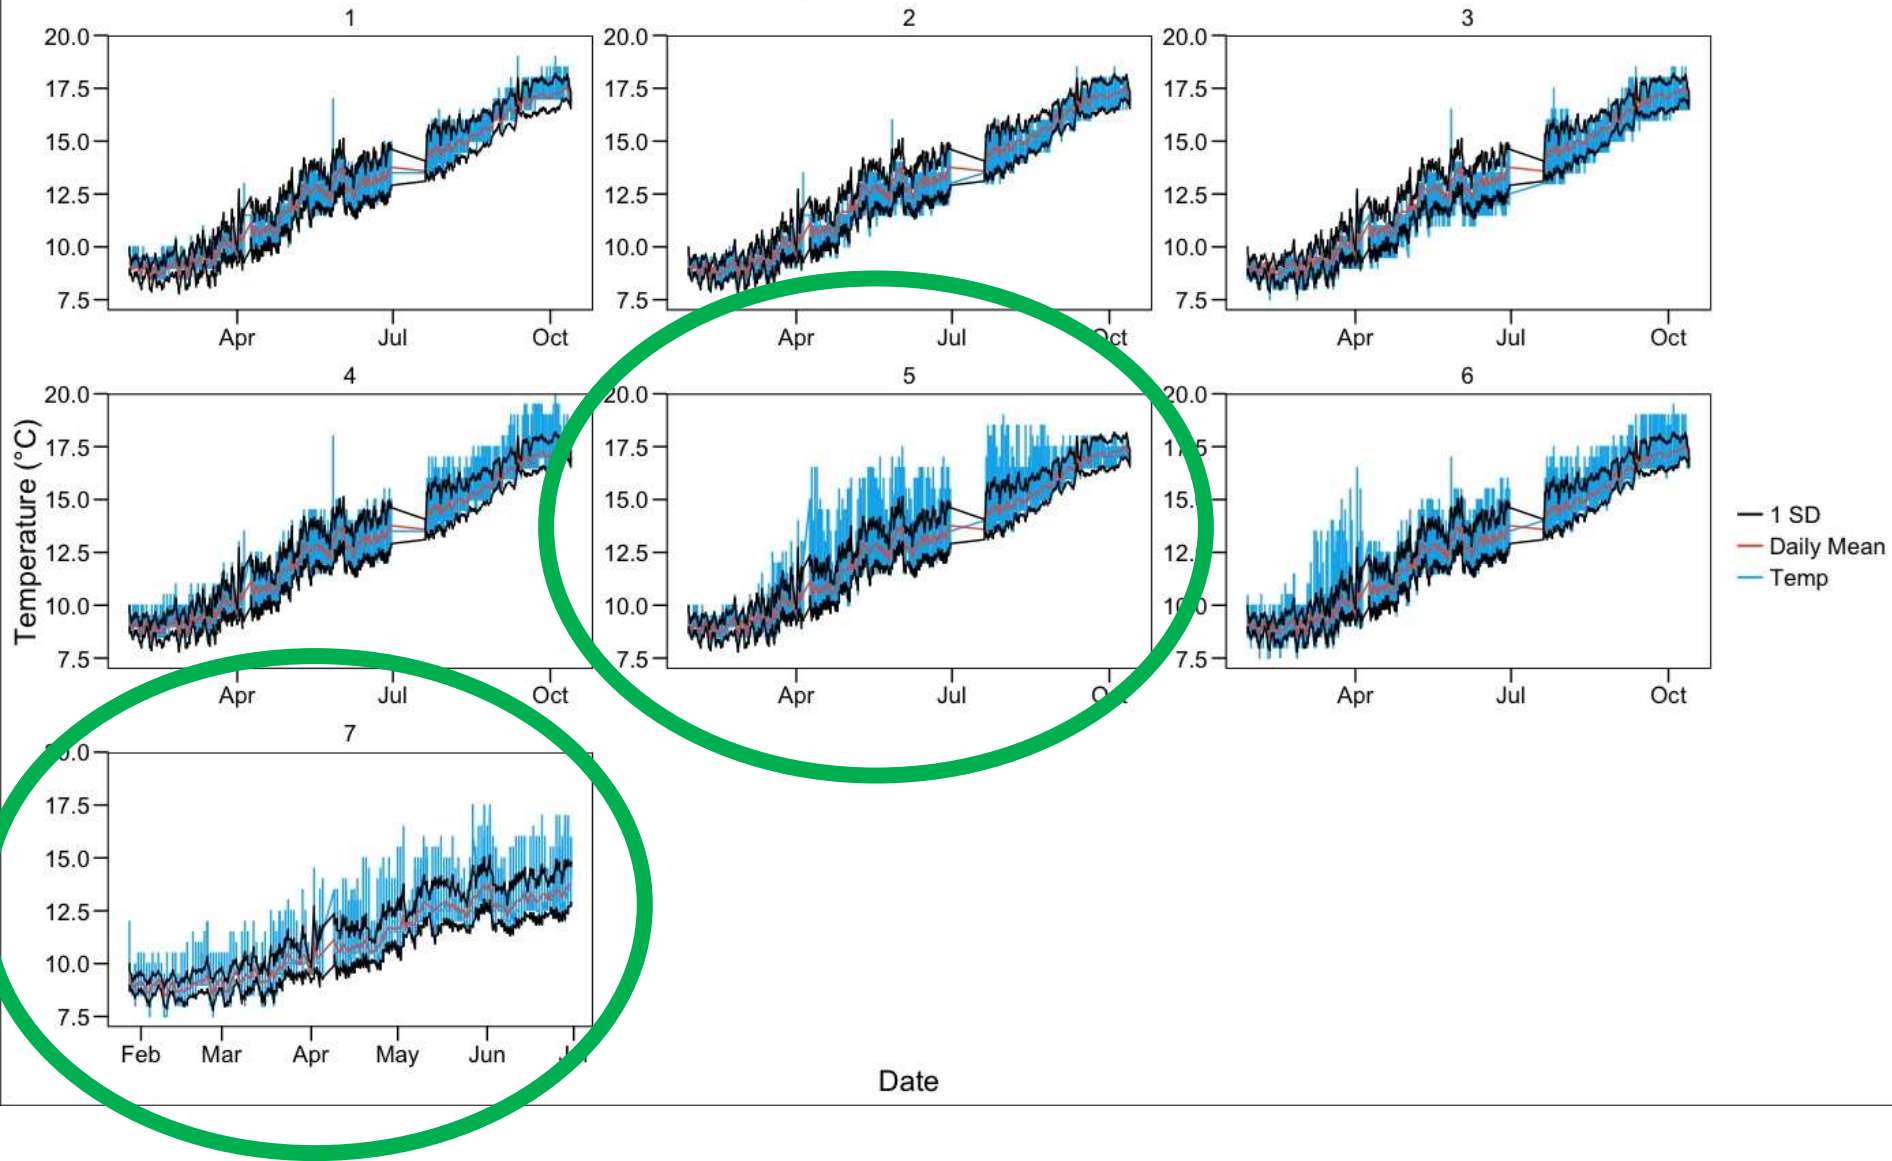 1 2 3
20.0 20.0 20.0
17.5 17.5 17.5
15.0 15.0 15.0
12.5 12.5 12.5
10.0 10.0 10.0
7.5 7.5 7.5
Apr Jul Oct Apr Jul Apr Jul Oct
4 5 6
20.0 20.0 20.0
17.5 17.5
15.0 15.0
12.5 12.5
10.0 10.0
7.5 7.5 7.5
Apr Jul Oct Apr Jul Apr Jul Oct
Temperature (°C)
1 SD
Daily Mean
Temp
7
17.5
15.0
12.5
10.0
7.5
Feb Mar Apr May Jun
Date